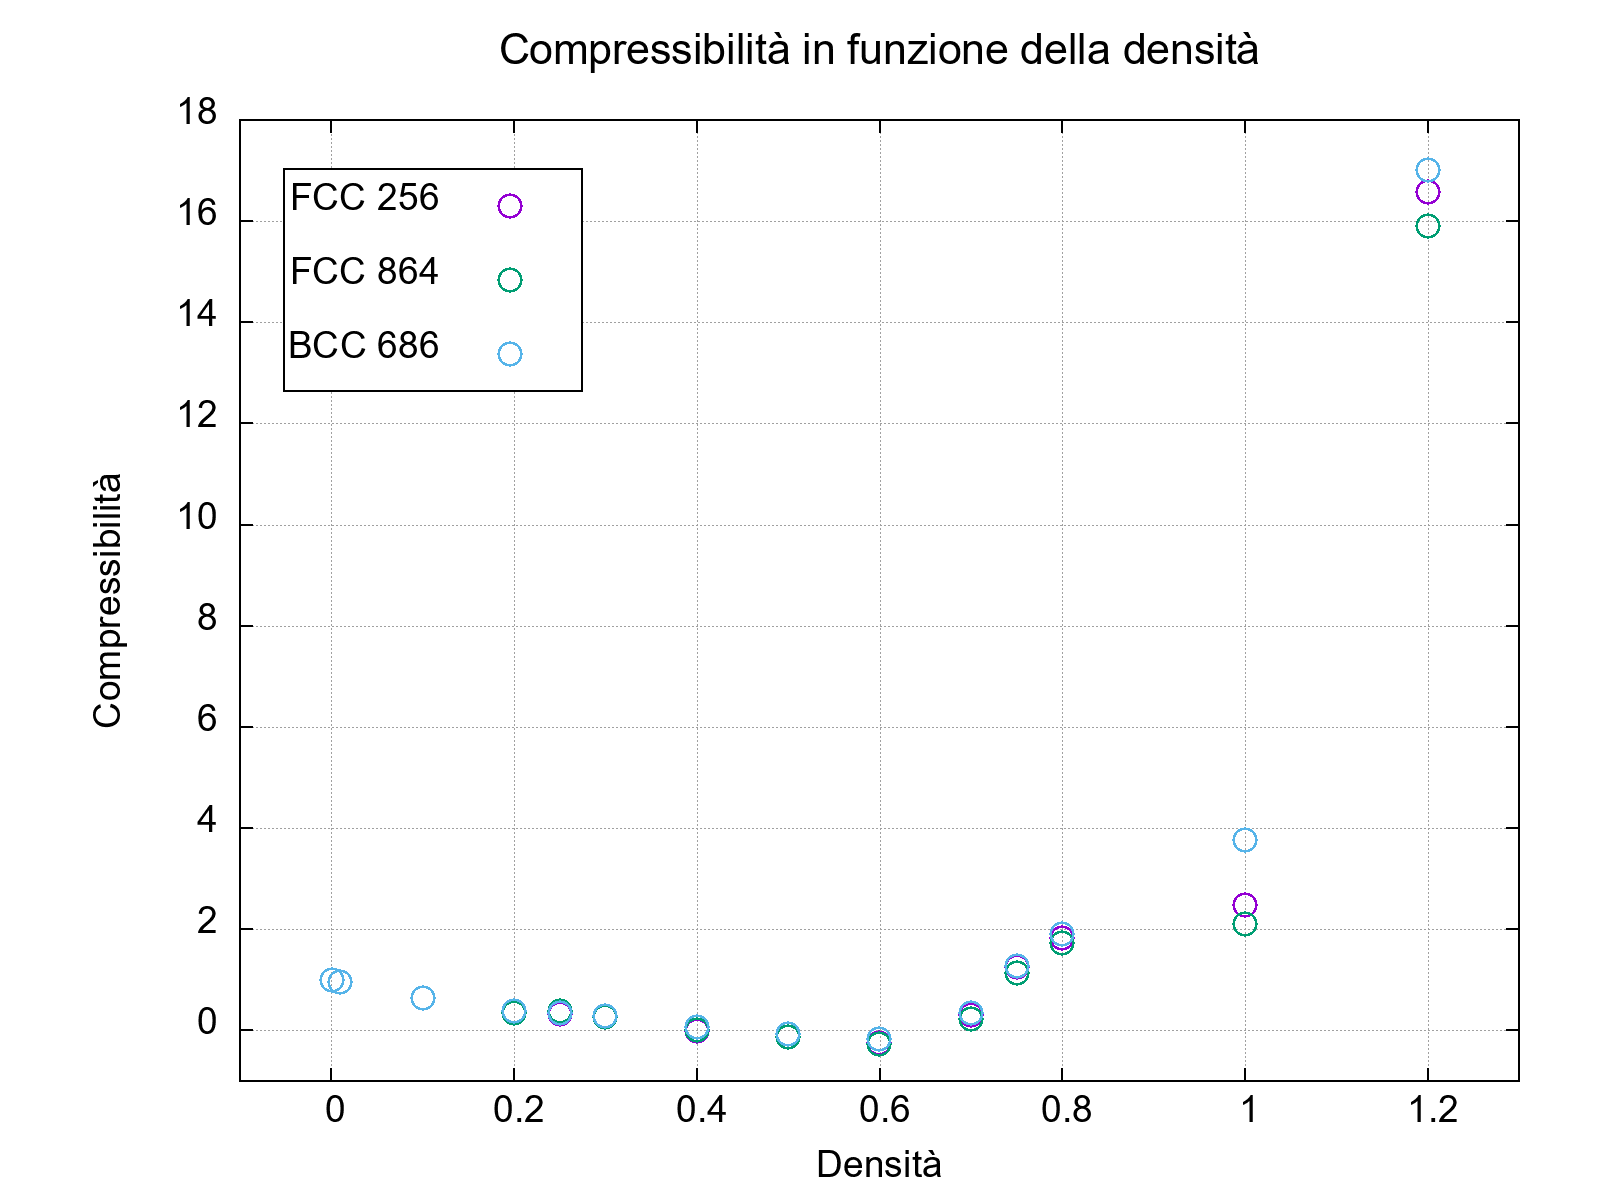 Compressibilità in funzione della densità
18
16
14
12
10
8
6
4
2
0
FCC 256
FCC 864
BCC 686
Compressibilità
0 0.2 0.4 0.6 0.8 1 1.2
Densità